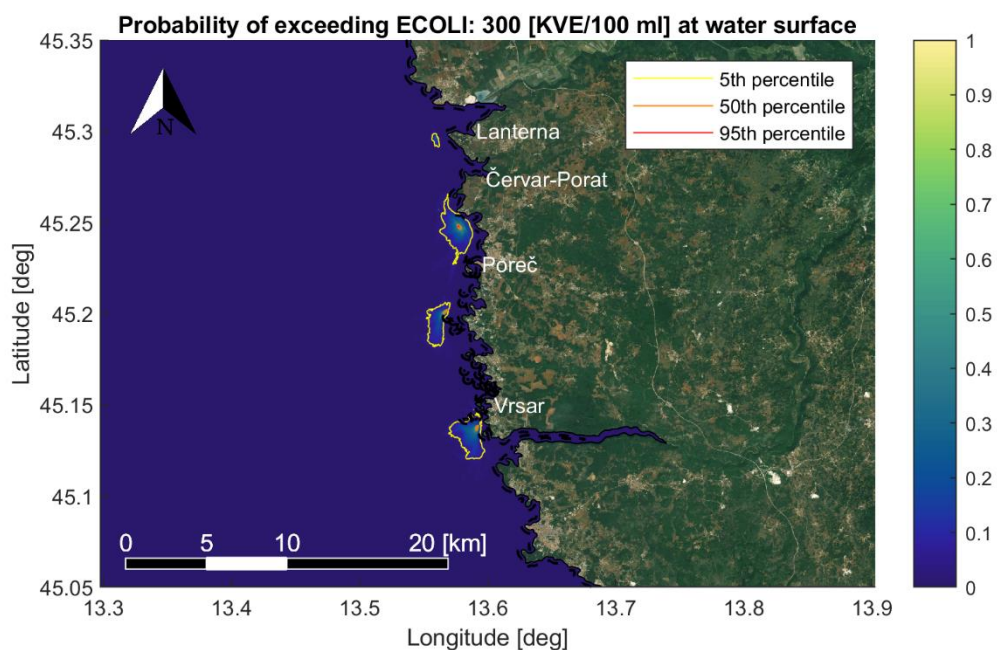 Probability of exceeding ECOLI: 300 [KVE/100 ml] at water surface
45.35
45.3
45.25
45.2
45.15
45.1
45.05
Latitude [deg]
N
5th percentile
50th percentile
95th percentile
Lanterna
Červar-Porat
Poreč
Vrsar
0 5 10 20 [km]
13.3 13.4 13.5 13.6 13.7 13.8 13.9
Longitude [deg]
1
0.9
0.8
0.7
0.6
0.5
0.4
0.3
0.2
0.1
0